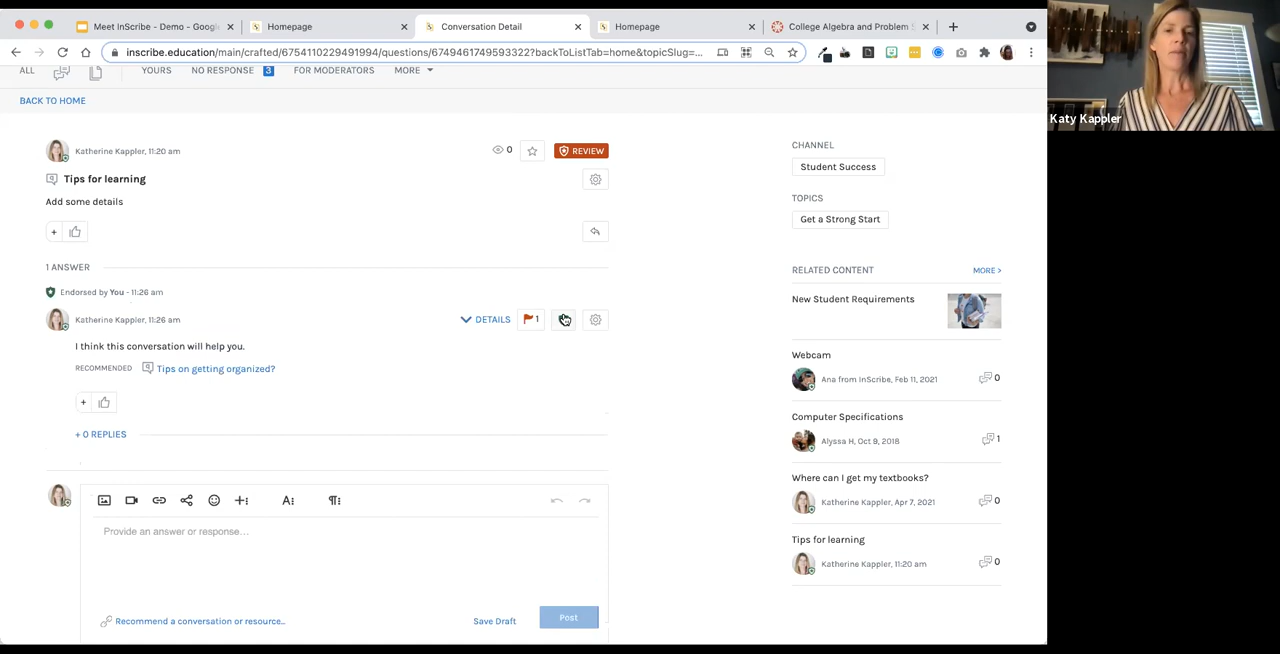 Meet InScribe - Demo - Goog
Homepage
Conversation Detail
Homepage
College Algebra and Problem S
inscribe.education/main/crafted/6754110229491994/questions/6749461749593322?backToListTab=home&topicSlug=...
Katy Kappler
ALL
YOURS
NO RESPONSE 3
FOR MODERATORS
MORE
BACK TO HOME
Katherine Kappler, 11:20 am
0
REVIEW
Tips for learning
Add some details
+
1 ANSWER
Endorsed by You - 11:26 am
Katherine Kappler, 11:26 am
DETAILS
1
I think this conversation will help you.
RECOMMENDED
Tips on getting organized?
+
+ 0 REPLIES
Provide an answer or response...
Recommend a conversation or resource...
Save Draft
Post
CHANNEL
Student Success
TOPICS
Get a Strong Start
RELATED CONTENT
MORE >
New Student Requirements
Webcam
Ana from InScribe, Feb 11, 2021
0
Computer Specifications
Alyssa H, Oct 9, 2018
1
Where can I get my textbooks?
Katherine Kappler, Apr 7, 2021
0
Tips for learning
Katherine Kappler, 11:20 am
0